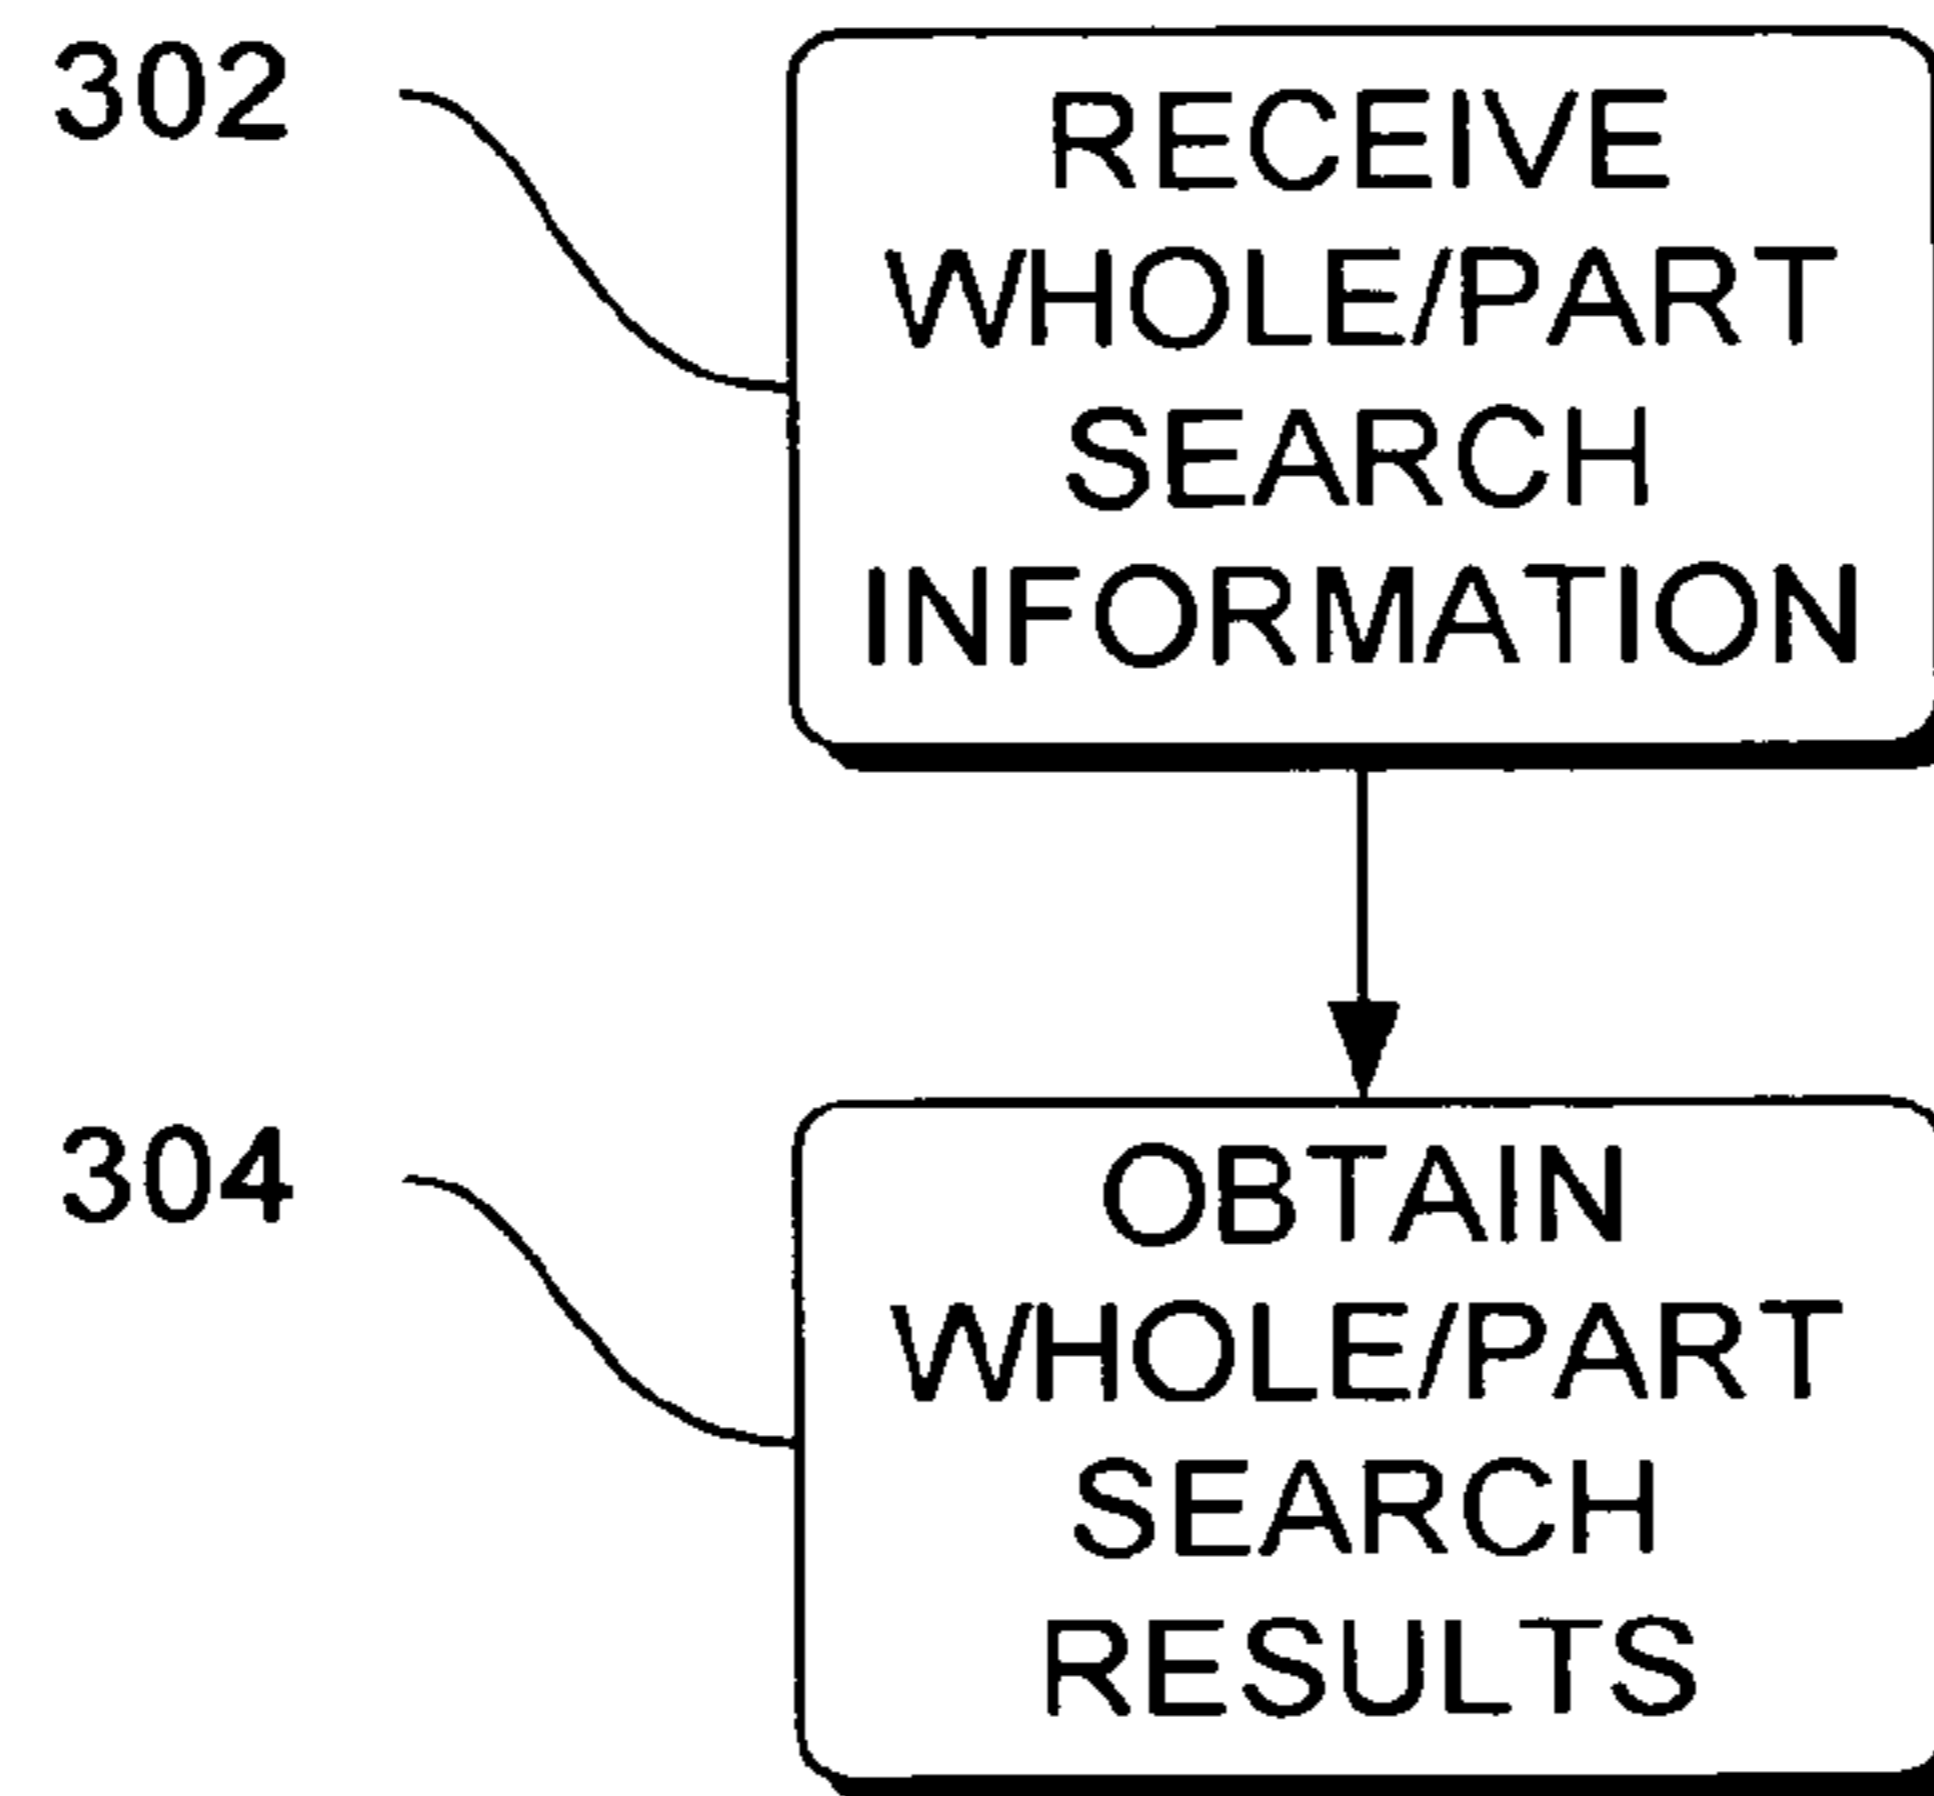 302
RECEIVE
WHOLE/PART
SEARCH
INFORMATION
304
OBTAIN
WHOLE/PART
SEARCH
RESULTS